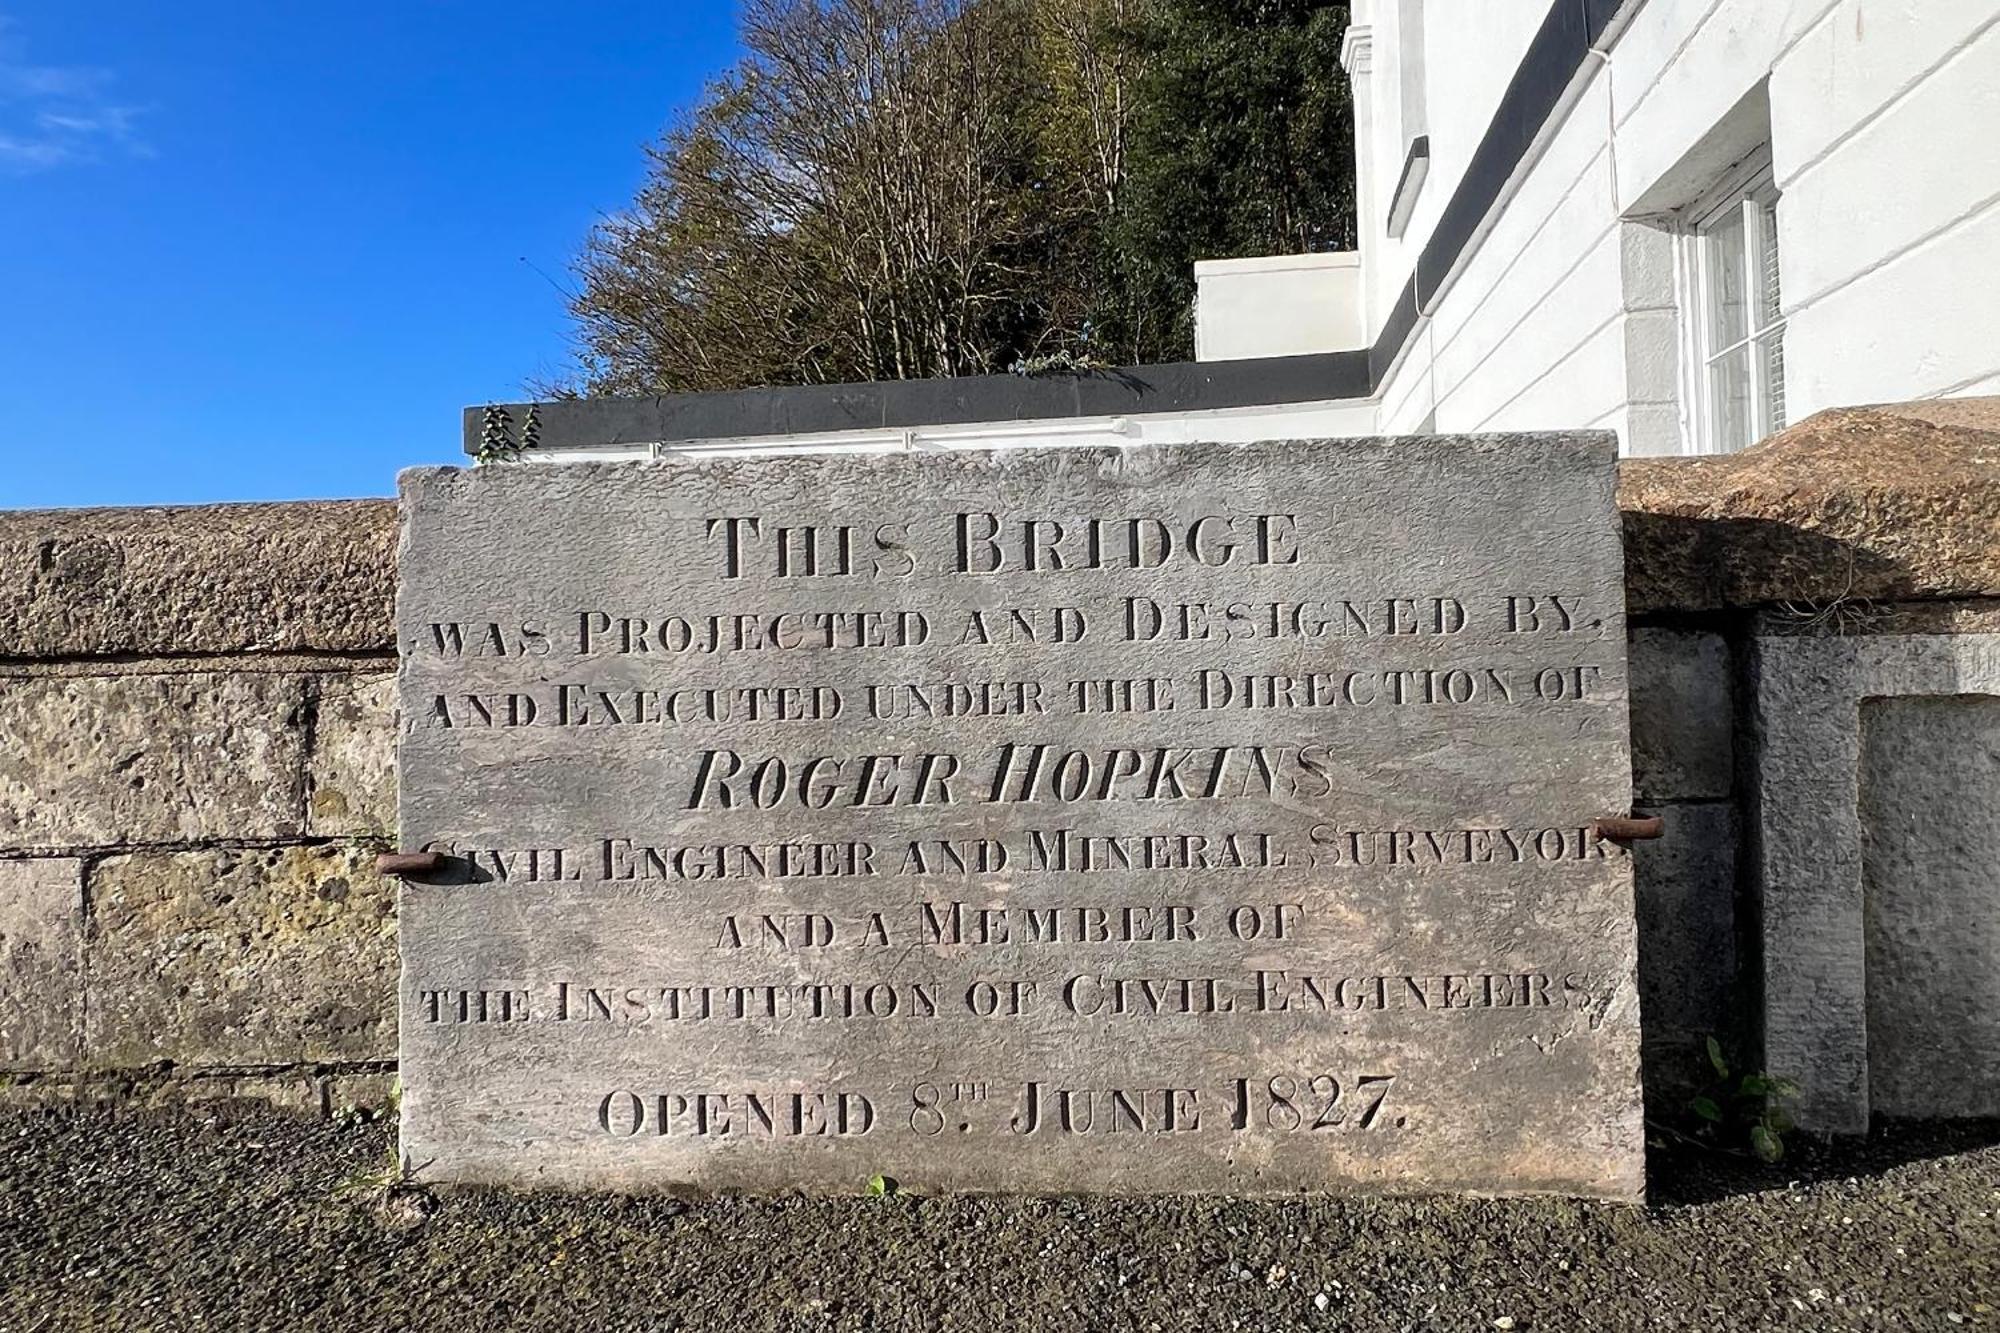 THIS BRIDGE
WAS PROJECTED AND DESIGNED BY,
AND EXECUTED UNDER THE DIRECTION OF
ROGER HOPKINS
CIVIL ENGINEER AND MINERAL SURVEYOR,
AND A MEMBER OF
THE INSTITUTION OF CIVIL ENGINEERS.
OPENED 8TH. JUNE 1827.